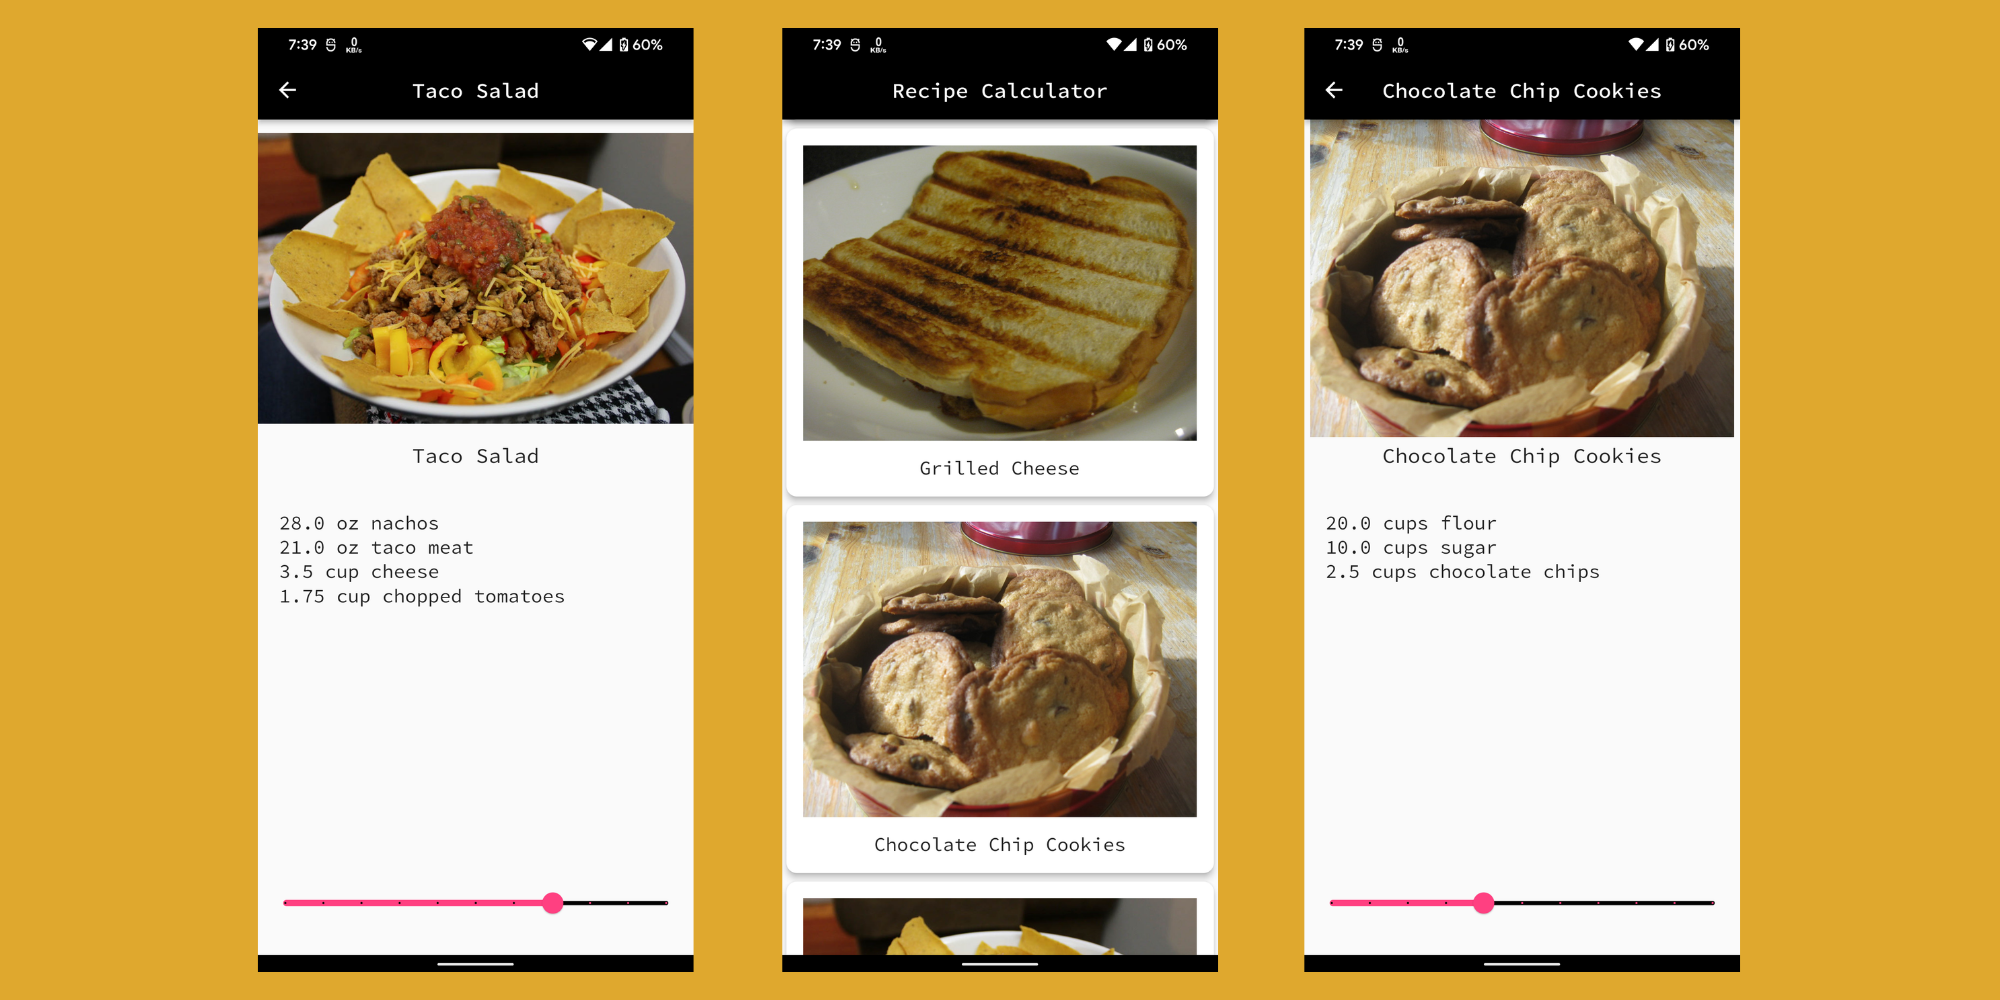 7:39 0 KB/s 60%
Taco Salad
Taco Salad
28.0 oz nachos
21.0 oz taco meat
3.5 cup cheese
1.75 cup chopped tomatoes
7:39 0 KB/s 60%
Recipe Calculator
Grilled Cheese
Chocolate Chip Cookies
7:39 0 KB/s 60%
Chocolate Chip Cookies
Chocolate Chip Cookies
20.0 cups flour
10.0 cups sugar
2.5 cups chocolate chips